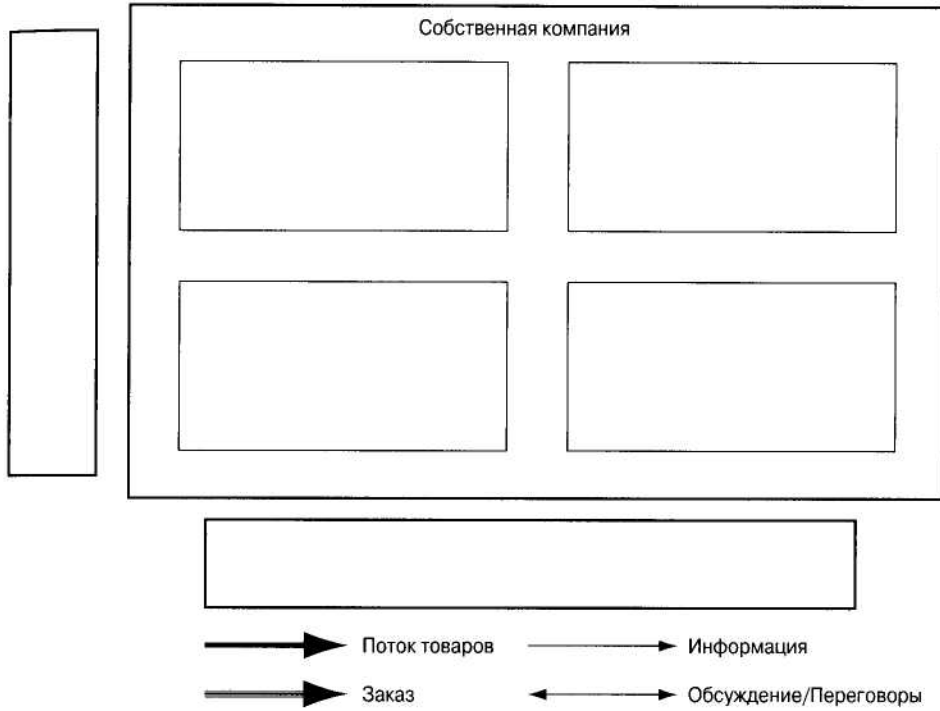 Собственная компания
Поток товаров
Информация
Заказ
Обсуждение/Переговоры